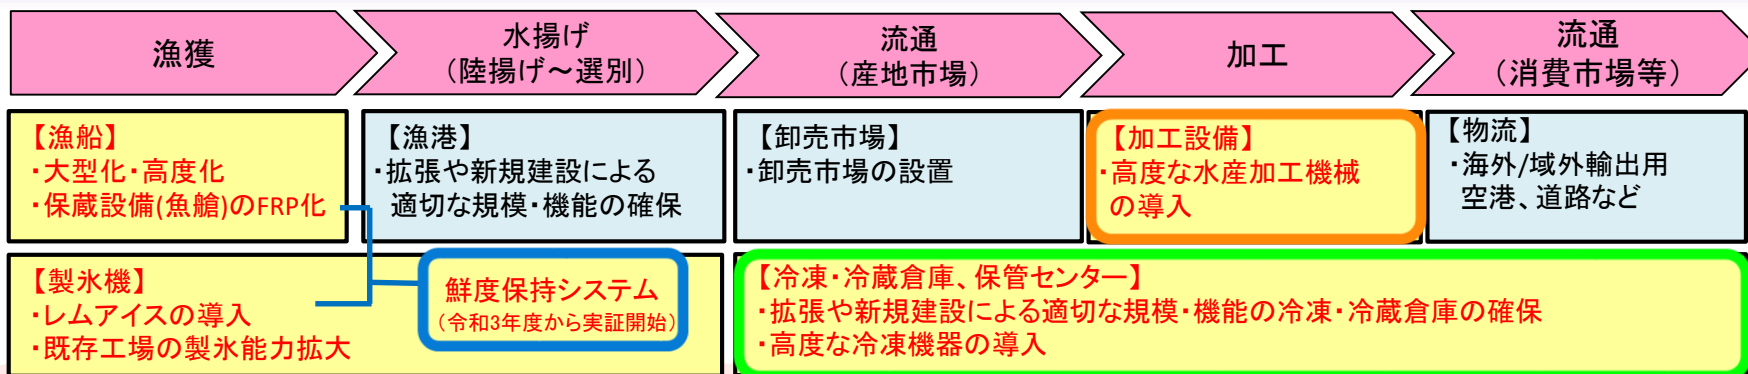 漁獲
水揚げ
（陸揚げ～選別）
流通
（産地市場）
加工
流通
（消費市場等）
【漁船】
・大型化・高度化
・保蔵設備(魚艙)のFRP化
【漁港】
・拡張や新規建設による
適切な規模・機能の確保
【卸売市場】
・卸売市場の設置
【加工設備】
・高度な水産加工機械
の導入
【物流】
・海外/域外輸出用
空港、道路など
【製氷機】
・レムアイスの導入
・既存工場の製氷能力拡大
鮮度保持システム
（令和3年度から実証開始）
【冷凍・冷蔵倉庫、保管センター】
・拡張や新規建設による適切な規模・機能の冷凍・冷蔵倉庫の確保
・高度な冷凍機器の導入